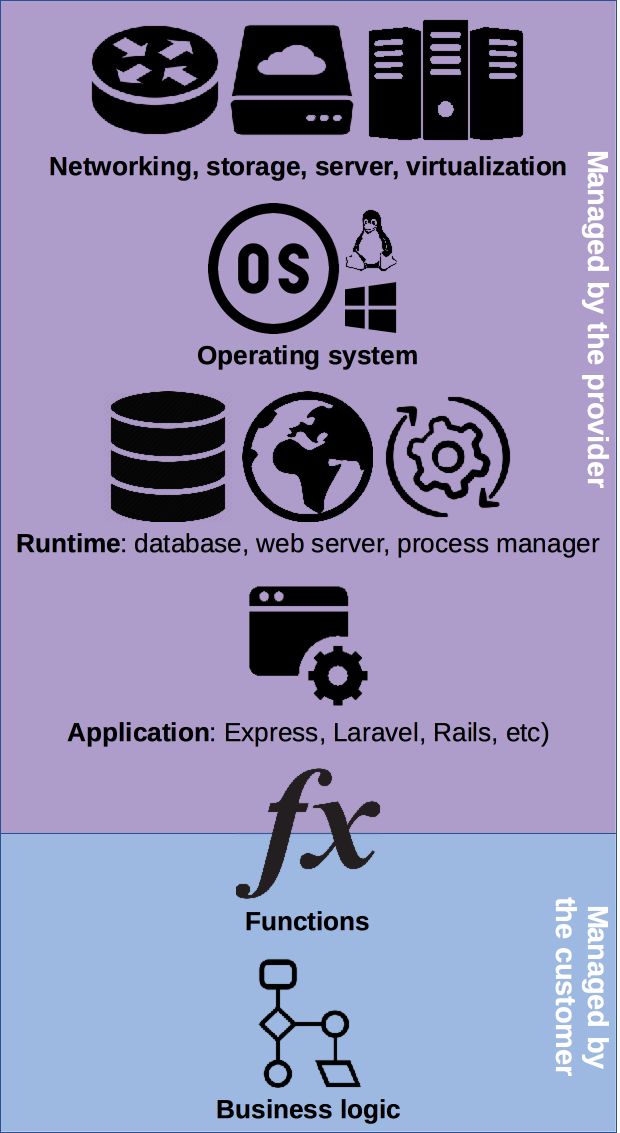 Networking, storage, server, virtualization
OS
Operating system
Runtime: database, web server, process manager
Application: Express, Laravel, Rails, etc)
Managed by the provider
fx
Functions
Business logic
Managed by
the customer